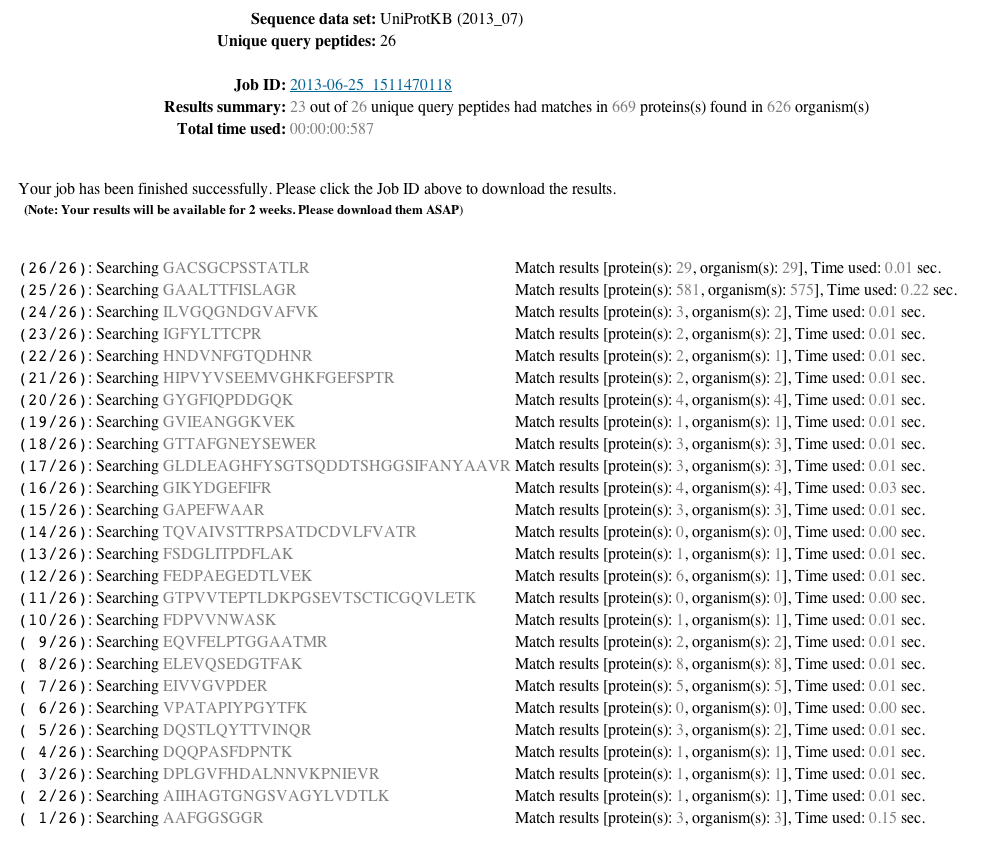 Sequence data set: UniProtKB (2013_07)
Unique query peptides: 26
Job ID: 2013-06-25_1511470118
Results summary: 23 out of 26 unique query peptides had matches in 669 proteins(s) found in 626 organism(s)
Total time used: 00:00:00:587
Your job has been finished successfully. Please click the Job ID above to download the results.
(Note: Your results will be available for 2 weeks. Please download them ASAP)
(26/26): Searching GACSGCPSSTATLR Match results [protein(s): 29, organism(s): 29], Time used: 0.01 sec.
(25/26): Searching GAALTTFISLAGR Match results [protein(s): 581, organism(s): 575], Time used: 0.22 sec.
(24/26): Searching ILVGQGNDGVAFVK Match results [protein(s): 3, organism(s): 2], Time used: 0.01 sec.
(23/26): Searching IGFYLTTCPR Match results [protein(s): 2, organism(s): 2], Time used: 0.01 sec.
(22/26): Searching HNDVNFGTQDHNR Match results [protein(s): 2, organism(s): 1], Time used: 0.01 sec.
(21/26): Searching HIPVYVSEEMVGHKFGEFSPTR Match results [protein(s): 2, organism(s): 2], Time used: 0.01 sec.
(20/26): Searching GYGFIQPDDGQK Match results [protein(s): 4, organism(s): 4], Time used: 0.01 sec.
(19/26): Searching GVIEANGGKVEK Match results [protein(s): 1, organism(s): 1], Time used: 0.01 sec.
(18/26): Searching GTTAFGNEYSEWER Match results [protein(s): 3, organism(s): 3], Time used: 0.01 sec.
(17/26): Searching GLDLEAGHFYSGTSQDDTSHGGSIFANYAAVR Match results [protein(s): 3, organism(s): 3], Time used: 0.01 sec.
(16/26): Searching GIKYDGEFIFR Match results [protein(s): 4, organism(s): 4], Time used: 0.03 sec.
(15/26): Searching GAPEFWAAR Match results [protein(s): 3, organism(s): 3], Time used: 0.01 sec.
(14/26): Searching TQVAIVSTTRPSATDCDVLFVATR Match results [protein(s): 0, organism(s): 0], Time used: 0.00 sec.
(13/26): Searching FSDGLITPDFLAK Match results [protein(s): 1, organism(s): 1], Time used: 0.01 sec.
(12/26): Searching FEDPAEGEDTLVEK Match results [protein(s): 6, organism(s): 1], Time used: 0.01 sec.
(11/26): Searching GTPVVTEPTLDKPGSEVTSCTICGQVLETK Match results [protein(s): 0, organism(s): 0], Time used: 0.00 sec.
(10/26): Searching FDPVVNWASK Match results [protein(s): 1, organism(s): 1], Time used: 0.01 sec.
( 9/26): Searching EQVFELPTGGAATMR Match results [protein(s): 2, organism(s): 2], Time used: 0.01 sec.
( 8/26): Searching ELEVQSEDGTFAK Match results [protein(s): 8, organism(s): 8], Time used: 0.01 sec.
( 7/26): Searching EIVVGVPDER Match results [protein(s): 5, organism(s): 5], Time used: 0.01 sec.
( 6/26): Searching VPATAPIYPGYTFK Match results [protein(s): 0, organism(s): 0], Time used: 0.00 sec.
( 5/26): Searching DQSTLQYTTVINQR Match results [protein(s): 3, organism(s): 2], Time used: 0.01 sec.
( 4/26): Searching DQQPASFDPNTK Match results [protein(s): 1, organism(s): 1], Time used: 0.01 sec.
( 3/26): Searching DPLGVFHDALNNVKPNIEVR Match results [protein(s): 1, organism(s): 1], Time used: 0.01 sec.
( 2/26): Searching AIIHAGTGNGSVAGYLVDTLK Match results [protein(s): 1, organism(s): 1], Time used: 0.01 sec.
( 1/26): Searching AAFGGSGGR Match results [protein(s): 3, organism(s): 3], Time used: 0.15 sec.